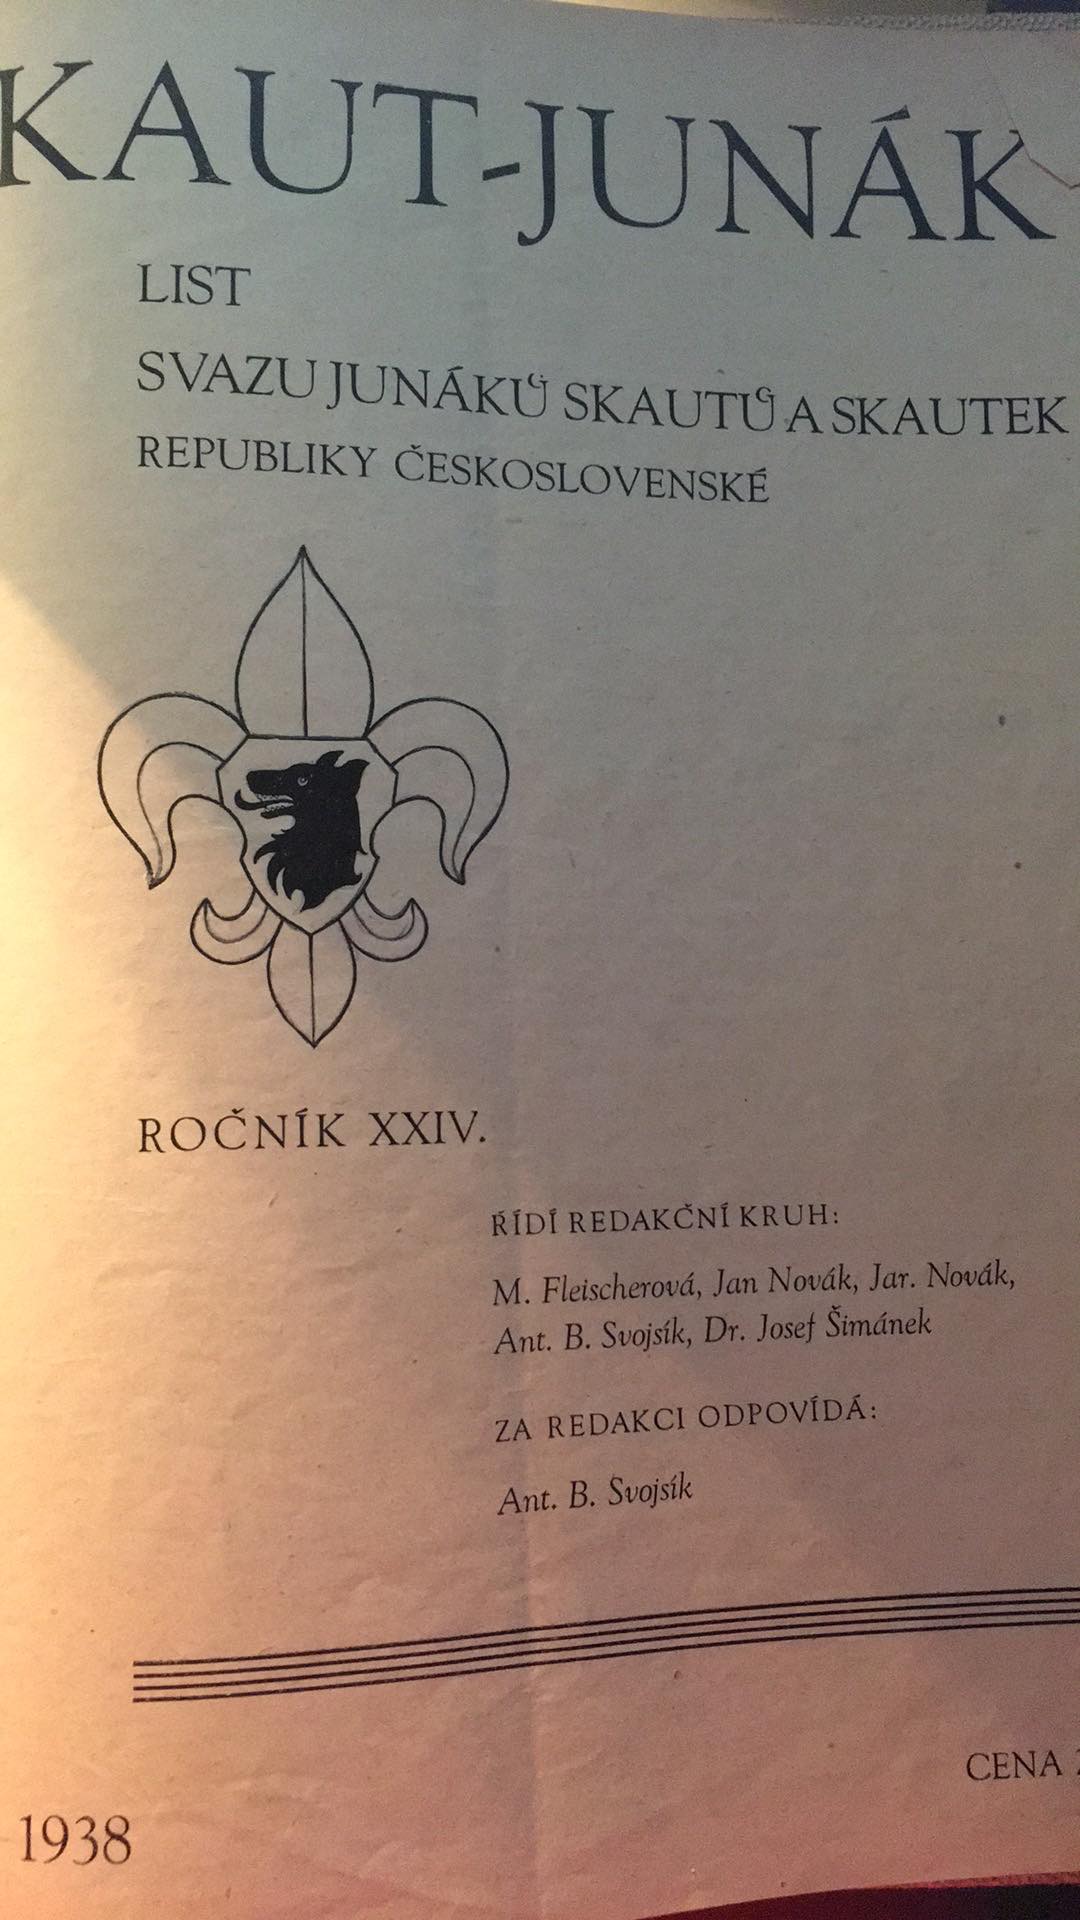 KAUT-JUNÁK
LIST
SVAZU JUNÁKŮ SKAUTŮ A SKAUTEK
REPUBLIKY ČESKOSLOVENSKÉ
ROČNÍK XXIV.
ŘÍDÍ REDAKČNÍ KRUH:
M. Fleischerová, Jan Novák, Jar. Novák,
Ant. B. Svojsík, Dr. Josef Šimánek
ZA REDAKCI ODPOVÍDÁ:
Ant. B. Svojsík
CENA
1938